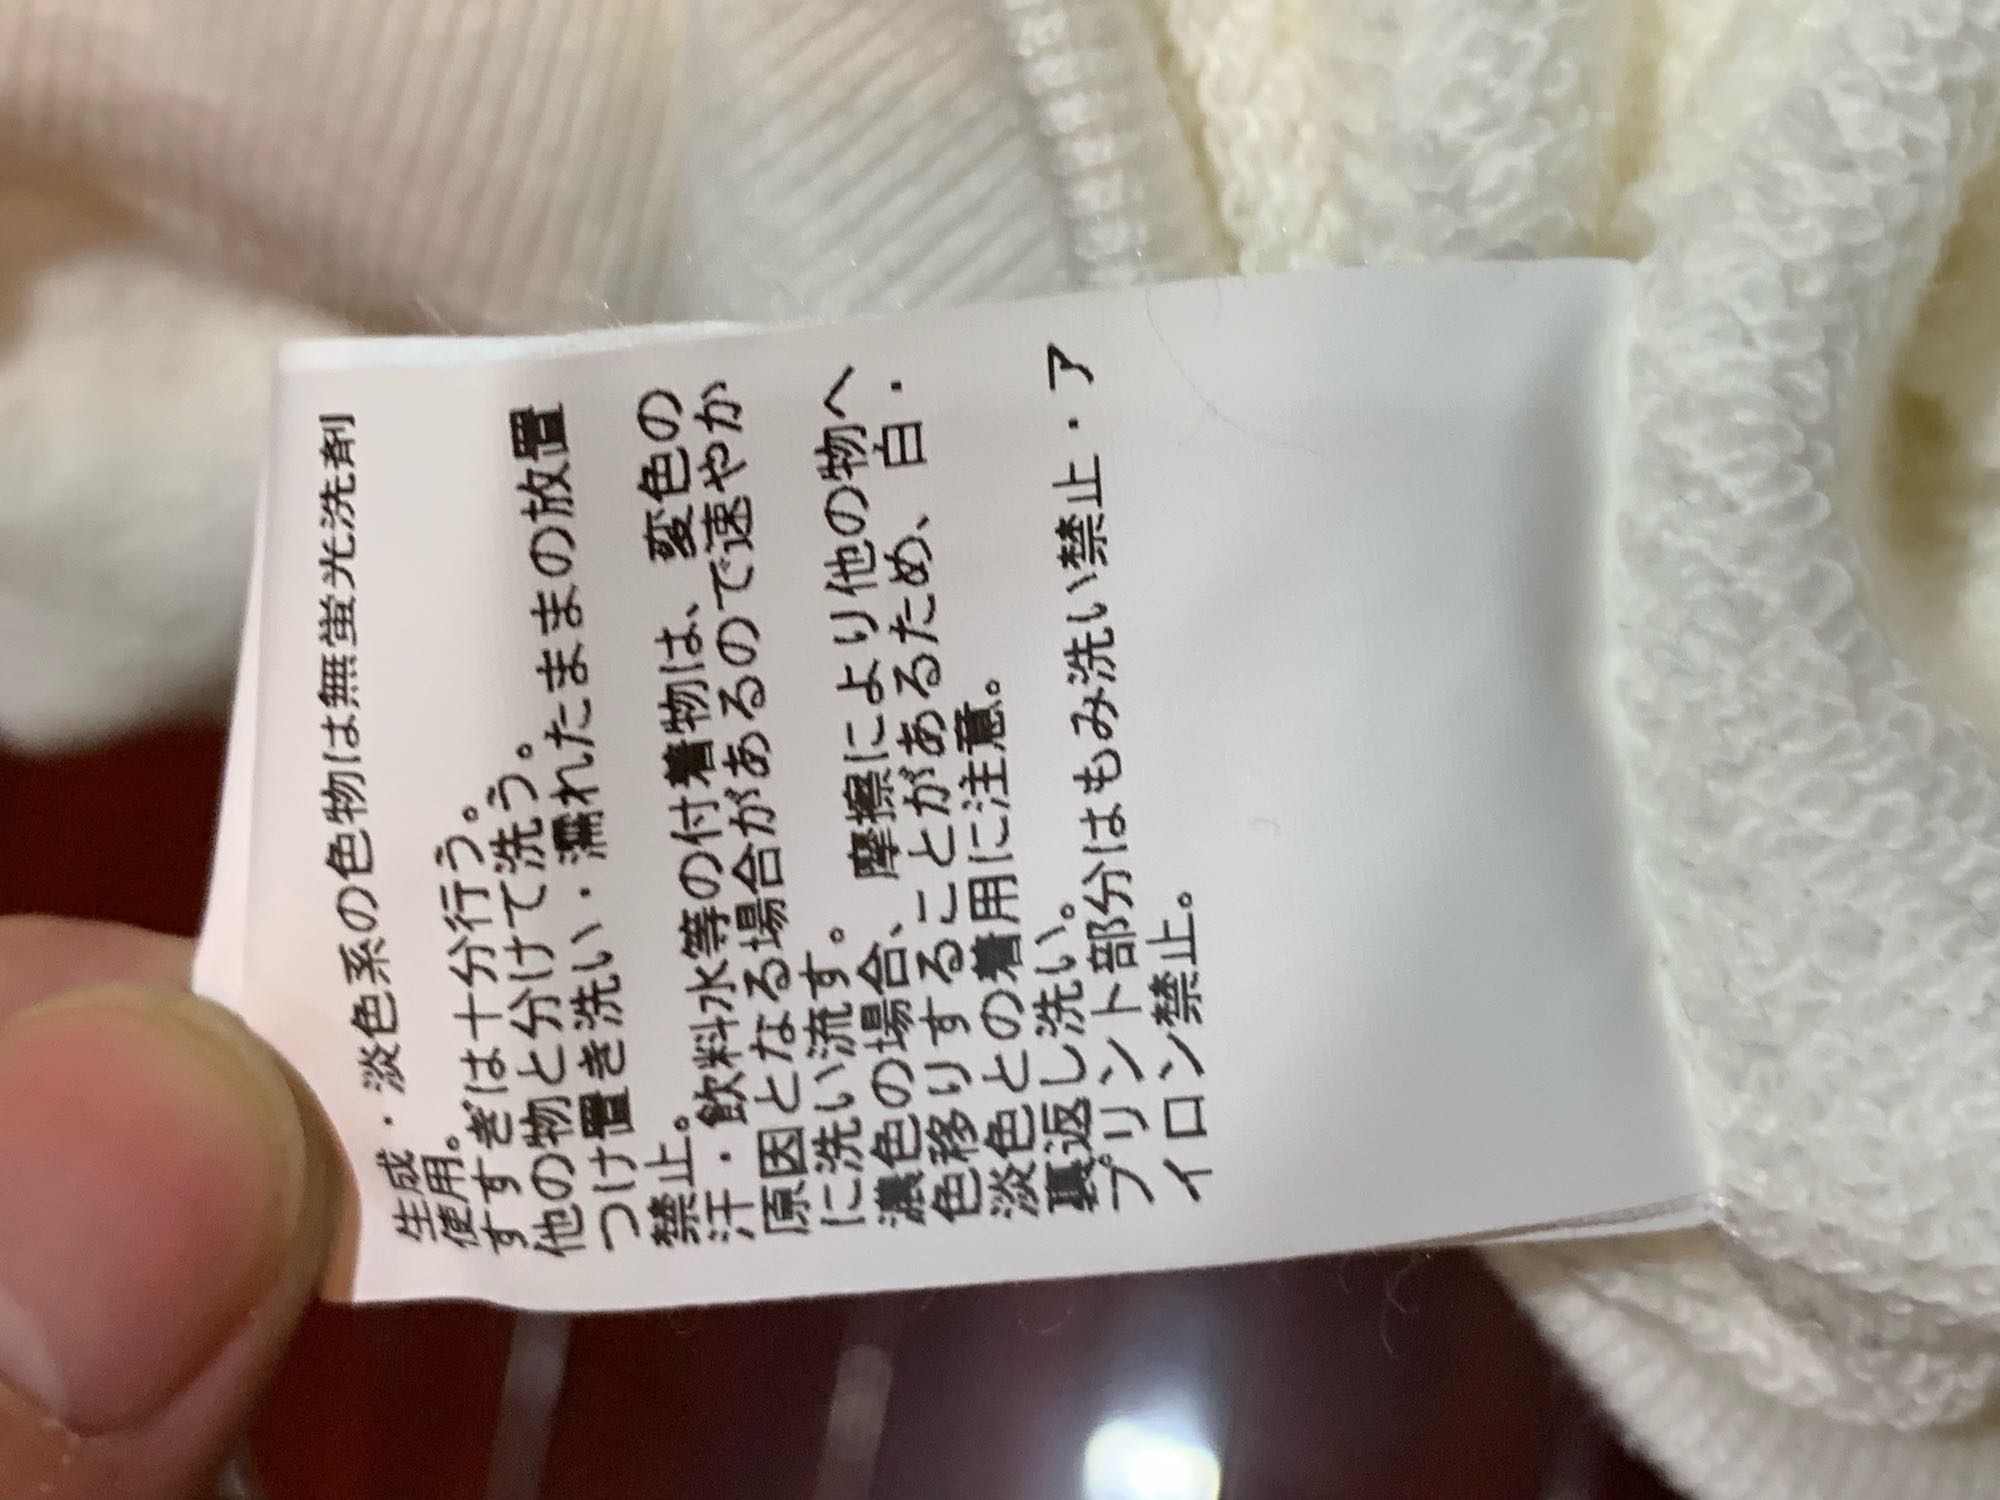 生成・淡色系の色物は無蛍光洗剤
使用。
すすぎは十分行う。
他の物と分けて洗う。
つけ置き洗い・濡れたままの放置
禁止。
汗・飲料水等の付着物は、変色の
原因となる場合があるので速やか
に洗い流す。
濃色の場合、摩擦により他の物へ
色移りすることがあるため、白・
淡色との着用に注意。
裏返し洗い。
プリント部分はもみ洗い禁止・ア
イロン禁止。